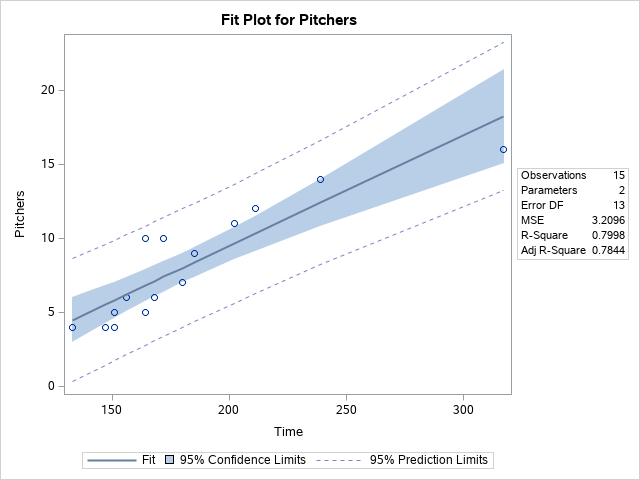 Fit Plot for Pitchers
Pitchers
20
15
10
5
0
150 200 250 300
Time
Observations 15
Parameters 2
Error DF 13
MSE 3.2096
R-Square 0.7998
Adj R-Square 0.7844
Fit 95% Confidence Limits 95% Prediction Limits